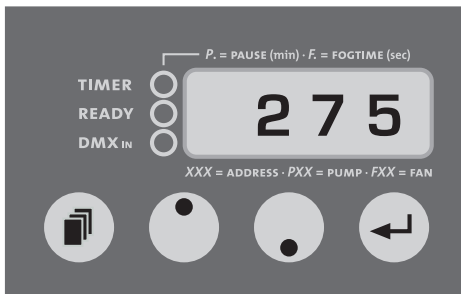 P. = PAUSE (min) · F. = FOGTIME (sec)
TIMER
READY
DMX IN
275
XXX = ADDRESS · PXX = PUMP · FXX = FAN